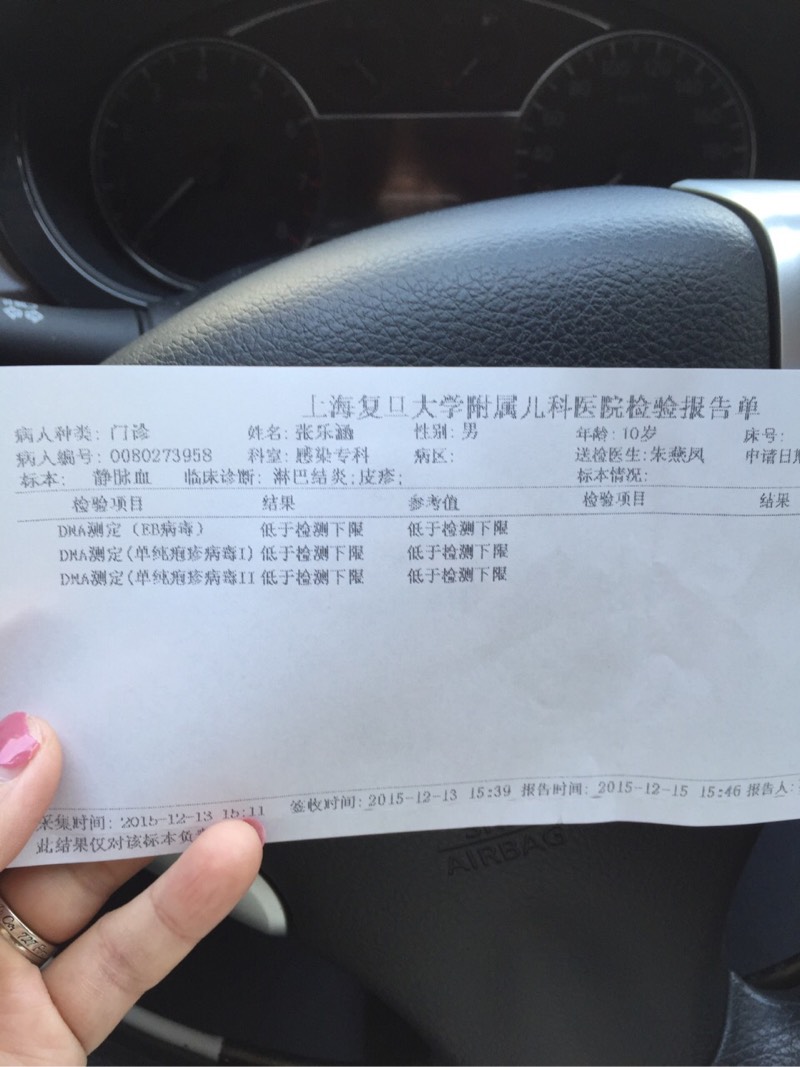 上海复旦大学附属儿科医院检验报告单
病人种类: 门诊 姓名: 张乐涵 性别: 男 年龄: 10岁 床号:
病人编号: 0080273958 科室: 感染专科 病区: 送检医生: 朱燕凤 申请日期
标本: 静脉血 临床诊断: 淋巴结炎;皮疹; 标本情况:
检验项目 结果 参考值 检验项目 结果
DNA测定 (EB病毒) 低于检测下限 低于检测下限
DNA测定(单纯疱疹病毒I) 低于检测下限 低于检测下限
DNA测定(单纯疱疹病毒II 低于检测下限 低于检测下限
采集时间: 2015-12-13 15:11 签收时间: 2015-12-13 15:39 报告时间: 2015-12-15 15:46 报告人:
此结果仅对该标本负
AIRBAG